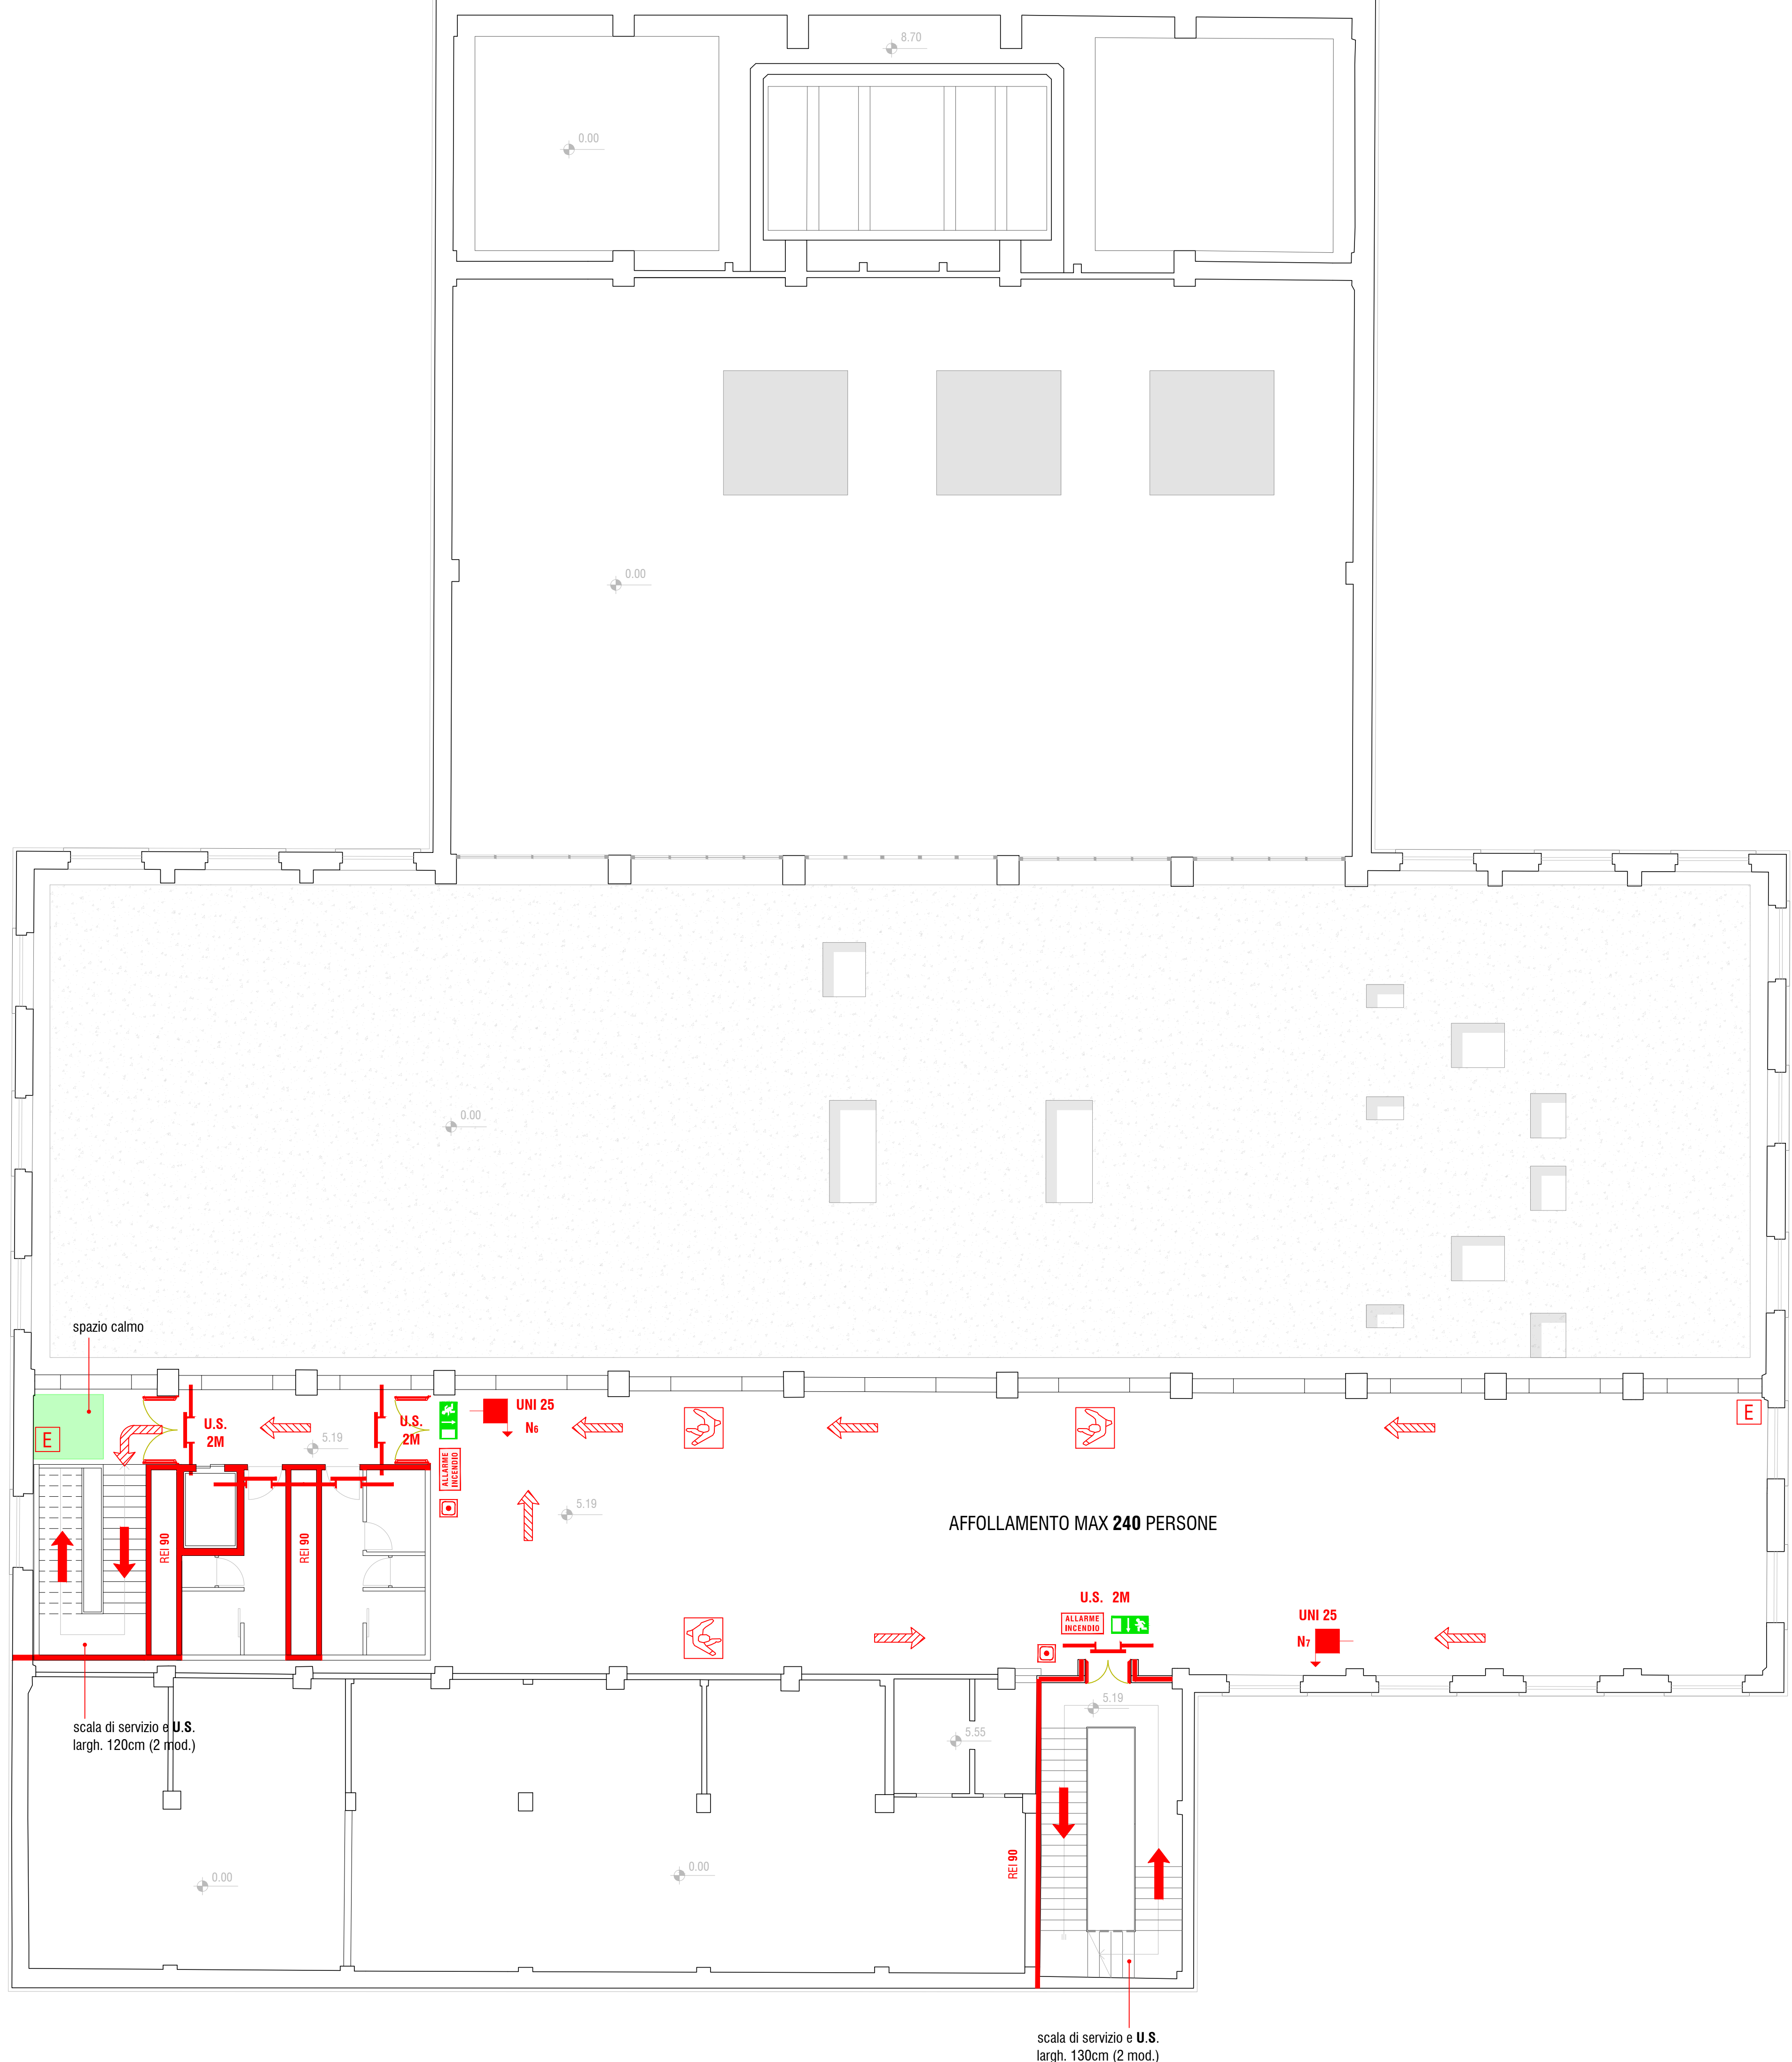 8.70
0.00
0.00
0.00
spazio calmo
E
U.S.
2M
5.19
U.S.
2M
ALLARME
INCENDIO
UNI 25
N6
E
5.19
AFFOLLAMENTO MAX 240 PERSONE
REI 90
REI 90
U.S. 2M
ALLARME
INCENDIO
UNI 25
N7
scala di servizio e U.S.
largh. 120cm (2 mod.)
5.19
5.55
0.00
0.00
REI 90
scala di servizio e U.S.
largh. 130cm (2 mod.)